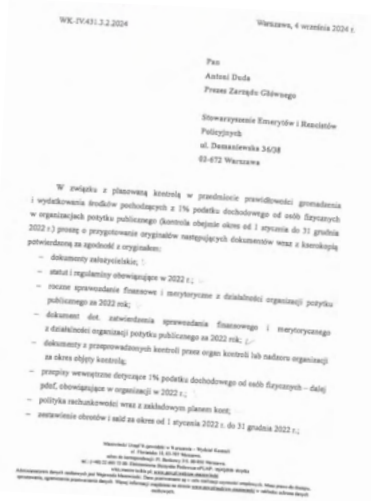 WK-IV.431.3.2.2024
Warszawa, 4 września 2024 r.
Pan
Antoni Duda
Prezes Zarządu Głównego
Stowarzyszenie Emerytów i Rencistów
Policyjnych
ul. Domaniewska 36/38
02-672 Warszawa
W związku z planowaną kontrolą w przedmiocie prawidłowości gromadzenia
i wydatkowania środków pochodzących z 1% podatku dochodowego od osób fizycznych
w organizacjach pożytku publicznego (kontrola obejmie okres od 1 stycznia do 31 grudnia
2022 r.) proszę o przygotowanie oryginałów następujących dokumentów wraz z kserokopią
potwierdzoną za zgodność z oryginałem:
– dokumenty założycielskie;
– statut i regulaminy obowiązujące w 2022 r.;
– roczne sprawozdanie finansowe i merytoryczne z działalności organizacji pożytku
publicznego za 2022 rok;
– dokument dot. zatwierdzenia sprawozdania finansowego i merytorycznego
z działalności organizacji pożytku publicznego za 2022 rok;
– dokumenty z przeprowadzonych kontroli przez organ kontroli lub nadzoru organizacji
za okres objęty kontrolą;
– przepisy wewnętrzne dotyczące 1% podatku dochodowego od osób fizycznych – dalej
pdof, obowiązujące w organizacji w 2022 r.;
– polityka rachunkowości wraz z zakładowym planem kont;
– zestawienie obrotów i sald za okres od 1 stycznia 2022 r. do 31 grudnia 2022 r.;